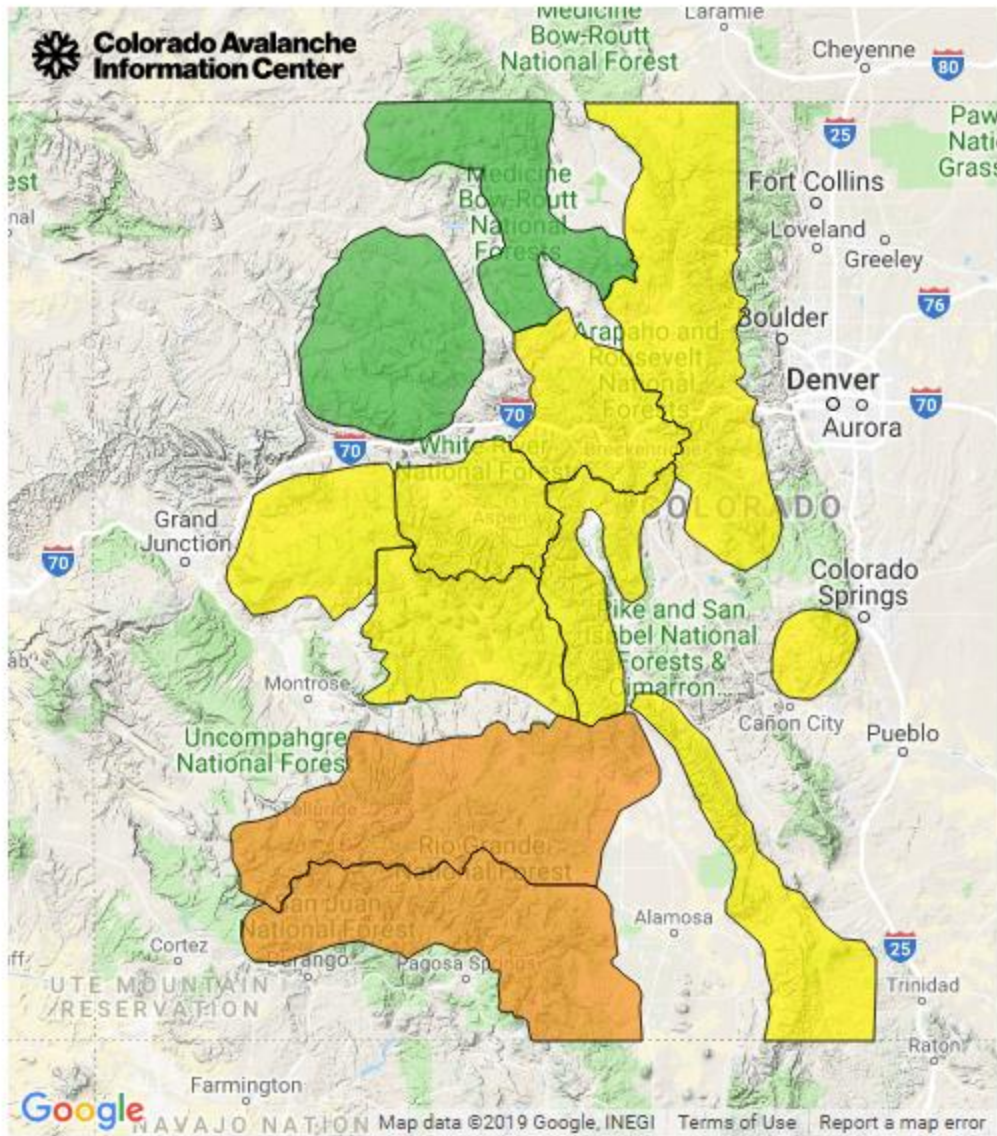 Colorado Avalanche
Information Center
Medicine
Bow-Routt
National Forest
Laramie
Cheyenne
80
25
Paw
Nati
Grass
est
nal
Medicine
Bow-Routt
National
Forests
Fort Collins
Loveland
Greeley
76
Boulder
Arapaho and
Roosevelt
National
Forests
Denver
Aurora
70
70
70
White River
National Forest
Breckenridge
Aspen
COLORADO
Grand
Junction
70
Colorado
Springs
Pike and San
Isabel National
Forests &
Cimarron...
Montrose
Cañon City
Pueblo
Uncompahgre
National Forest
Telluride
Rio Grande
National Forest
San Juan
National Forest
Alamosa
Cortez
Durango
Pagosa Springs
25
UTE MOUNTAIN
RESERVATION
Trinidad
Raton
Farmington
Google
NAVAJO NATION
Map data ©2019 Google, INEGI
Terms of Use
Report a map error